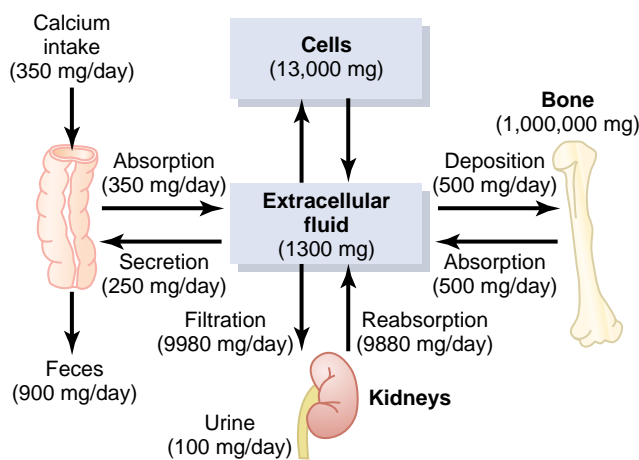 Calcium
intake
(350 mg/day)
Cells
(13,000 mg)
Bone
(1,000,000 mg)
Absorption
(350 mg/day)
Deposition
(500 mg/day)
Extracellular
fluid
(1300 mg)
Secretion
(250 mg/day)
Absorption
(500 mg/day)
Filtration
(9980 mg/day)
Reabsorption
(9880 mg/day)
Feces
(900 mg/day)
Kidneys
Urine
(100 mg/day)